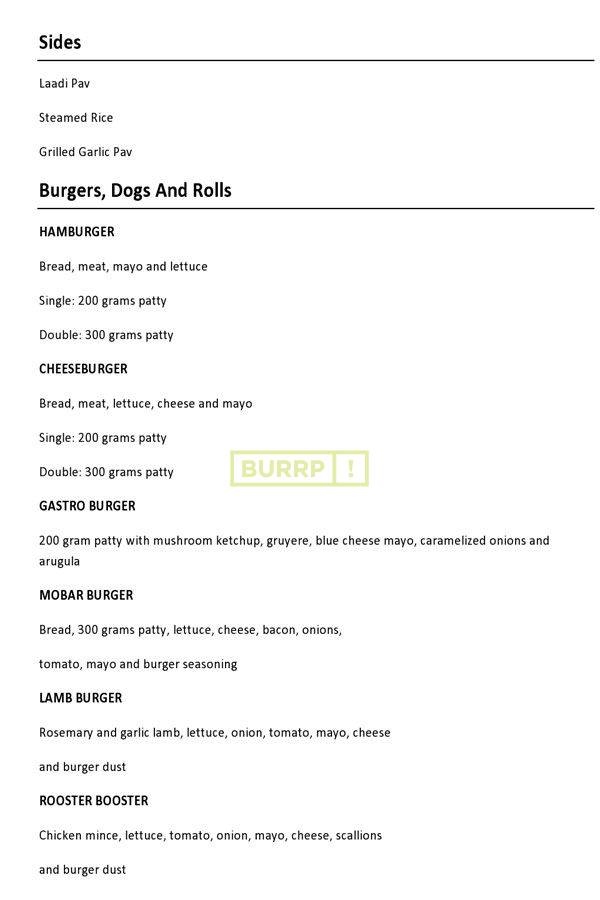 Sides
Laadi Pav
Steamed Rice
Grilled Garlic Pav
Burgers, Dogs And Rolls
HAMBURGER
Bread, meat, mayo and lettuce
Single: 200 grams patty
Double: 300 grams patty
CHEESEBURGER
Bread, meat, lettuce, cheese and mayo
Single: 200 grams patty
BURRP !
Double: 300 grams patty
GASTRO BURGER
200 gram patty with mushroom ketchup, gruyere, blue cheese mayo, caramelized onions and
arugula
MOBAR BURGER
Bread, 300 grams patty, lettuce, cheese, bacon, onions,
tomato, mayo and burger seasoning
LAMB BURGER
Rosemary and garlic lamb, lettuce, onion, tomato, mayo, cheese
and burger dust
ROOSTER BOOSTER
Chicken mince, lettuce, tomato, onion, mayo, cheese, scallions
and burger dust